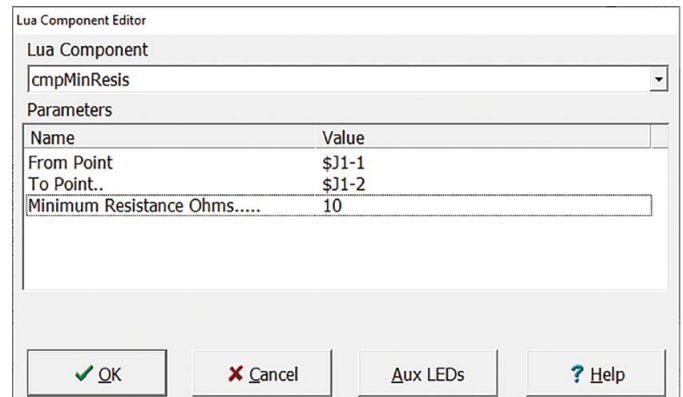 Lua Component Editor
Lua Component
cmpMinResis
Parameters
Name Value
From Point $J1-1
To Point.. $J1-2
Minimum Resistance Ohms..... 10
OK Cancel Aux LEDs ? Help